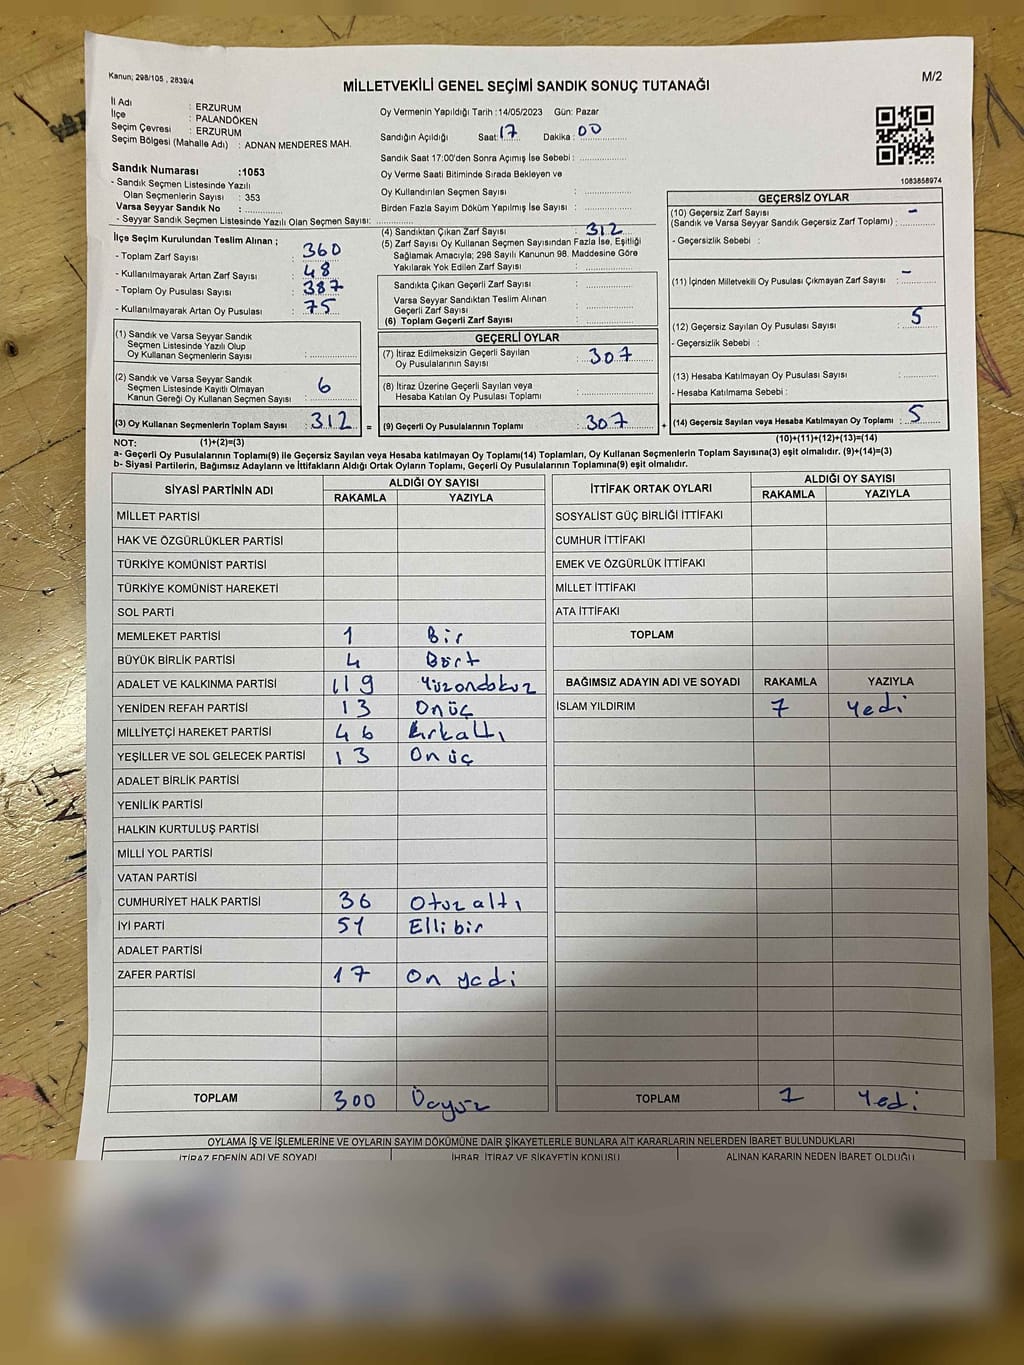 Kanun; 298/105 , 2839/4
M/2
MİLLETVEKİLİ GENEL SEÇİMİ SANDIK SONUÇ TUTANAĞI
İl Adı : ERZURUM
İlçe : PALANDÖKEN
Seçim Çevresi : ERZURUM
Seçim Bölgesi (Mahalle Adı) : ADNAN MENDERES MAH.
Sandık Numarası :1053
- Sandık Seçmen Listesinde Yazılı
Olan Seçmenlerin Sayısı : 353
Varsa Seyyar Sandık No :
- Seyyar Sandık Seçmen Listesinde Yazılı Olan Seçmen Sayısı:
Oy Vermenin Yapıldığı Tarih :14/05/2023 Gün: Pazar
Sandığın Açıldığı Saat: 17 Dakika : 00
Sandık Saat 17:00'den Sonra Açımış İse Sebebi :
Oy Verme Saati Bitiminde Sırada Bekleyen ve
Oy Kullandırılan Seçmen Sayısı :
Birden Fazla Sayım Döküm Yapılmış İse Sayısı :
1083858974
İlçe Seçim Kurulundan Teslim Alınan ;
- Toplam Zarf Sayısı : 360
- Kullanılmayarak Artan Zarf Sayısı : 48
- Toplam Oy Pusulası Sayısı : 387
- Kullanılmayarak Artan Oy Pusulası : 75
(1) Sandık ve Varsa Seyyar Sandık
Seçmen Listesinde Yazılı Olup
Oy Kullanan Seçmenlerin Sayısı :
(2) Sandık ve Varsa Seyyar Sandık
Seçmen Listesinde Kayıtlı Olmayan
Kanun Gereği Oy Kullanan Seçmen Sayısı : 6
(3) Oy Kullanan Seçmenlerin Toplam Sayısı : 312 =
(4) Sandıktan Çıkan Zarf Sayısı : 312
(5) Zarf Sayısı Oy Kullanan Seçmen Sayısından Fazla İse, Eşitliği
Sağlamak Amacıyla; 298 Sayılı Kanunun 98. Maddesine Göre
Yakılarak Yok Edilen Zarf Sayısı :
Sandıkta Çıkan Geçerli Zarf Sayısı :
Varsa Seyyar Sandıktan Teslim Alınan
Geçerli Zarf Sayısı :
(6) Toplam Geçerli Zarf Sayısı :
GEÇERLİ OYLAR
(7) İtiraz Edilmeksizin Geçerli Sayılan
Oy Pusulalarının Sayısı : 307
(8) İtiraz Üzerine Geçerli Sayılan veya
Hesaba Katılan Oy Pusulası Toplamı :
(9) Geçerli Oy Pusulalarının Toplamı : 307 +
GEÇERSİZ OYLAR
(10) Geçersiz Zarf Sayısı -
(Sandık ve Varsa Seyyar Sandık Geçersiz Zarf Toplamı) :
- Geçersizlik Sebebi :
(11) İçinden Milletvekili Oy Pusulası Çıkmayan Zarf Sayısı : -
(12) Geçersiz Sayılan Oy Pusulası Sayısı : 5
- Geçersizlik Sebebi :
(13) Hesaba Katılmayan Oy Pusulası Sayısı :
- Hesaba Katılmama Sebebi :
(14) Geçersiz Sayılan veya Hesaba Katılmayan Oy Toplamı : 5
NOT: (1)+(2)=(3)
(10)+(11)+(12)+(13)=(14)
a- Geçerli Oy Pusulalarının Toplamı(9) ile Geçersiz Sayılan veya Hesaba katılmayan Oy Toplamı(14) Toplamları, Oy Kullanan Seçmenlerin Toplam Sayısına(3) eşit olmalıdır. (9)+(14)=(3)
b- Siyasi Partilerin, Bağımsız Adayların ve İttifakların Aldığı Ortak Oyların Toplamı, Geçerli Oy Pusulalarının Toplamına(9) eşit olmalıdır.
SİYASİ PARTİNİN ADI ALDIĞI OY SAYISI
RAKAMLA YAZIYLA
MİLLET PARTİSİ
HAK VE ÖZGÜRLÜKLER PARTİSİ
TÜRKİYE KOMÜNİST PARTİSİ
TÜRKİYE KOMÜNİST HAREKETİ
SOL PARTİ
MEMLEKET PARTİSİ 1 Bir
BÜYÜK BİRLİK PARTİSİ 4 Dört
ADALET VE KALKINMA PARTİSİ 119 Yüzondokuz
YENİDEN REFAH PARTİSİ 13 Onüç
MİLLİYETÇİ HAREKET PARTİSİ 46 Kırkaltı
YEŞİLLER VE SOL GELECEK PARTİSİ 13 Onüç
ADALET BİRLİK PARTİSİ
YENİLİK PARTİSİ
HALKIN KURTULUŞ PARTİSİ
MİLLİ YOL PARTİSİ
VATAN PARTİSİ
CUMHURİYET HALK PARTİSİ 36 Otuz altı
İYİ PARTİ 51 Elli bir
ADALET PARTİSİ
ZAFER PARTİSİ 17 On yedi
TOPLAM 300 Üçyüz
İTTİFAK ORTAK OYLARI ALDIĞI OY SAYISI
RAKAMLA YAZIYLA
SOSYALİST GÜÇ BİRLİĞİ İTTİFAKI
CUMHUR İTTİFAKI
EMEK VE ÖZGÜRLÜK İTTİFAKI
MİLLET İTTİFAKI
ATA İTTİFAKI
TOPLAM
BAĞIMSIZ ADAYIN ADI VE SOYADI RAKAMLA YAZIYLA
İSLAM YILDIRIM 7 Yedi
TOPLAM 7 Yedi
OYLAMA İŞ VE İŞLEMLERİNE VE OYLARIN SAYIM DÖKÜMÜNE DAİR ŞİKAYETLERLE BUNLARA AİT KARARLARIN NELERDEN İBARET BULUNDUKLARI
İTİRAZ EDENİN ADI VE SOYADI İHBAR, İTİRAZ VE ŞİKAYETİN KONUSU ALINAN KARARIN NEDEN İBARET OLDUĞU